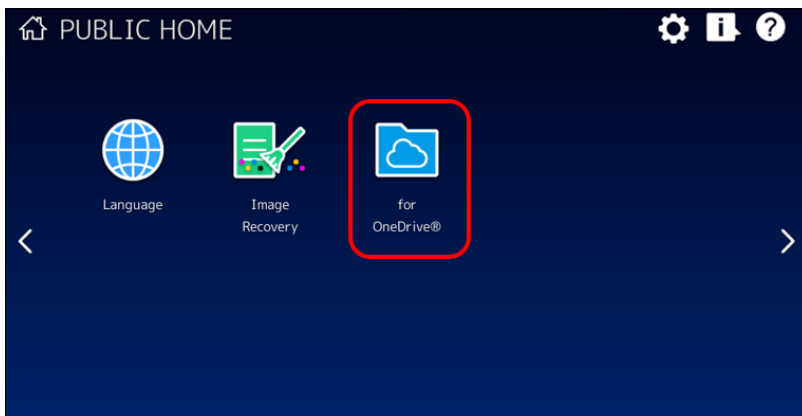 PUBLIC HOME
Language
Image
Recovery
for
OneDrive®